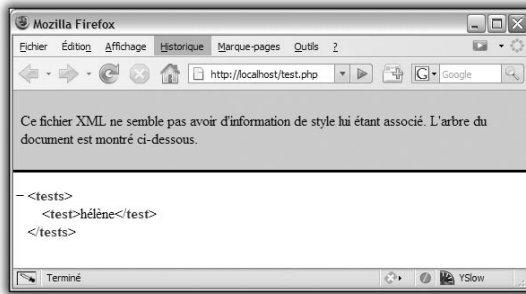 Mozilla Firefox
Fichier Édition Affichage Historique Marque-pages Outils ?
http://localhost/test.php G Google
Ce fichier XML ne semble pas avoir d'information de style lui étant associé. L'arbre du
document est montré ci-dessous.
− <tests>
<test>hélène</test>
</tests>
Terminé YSlow